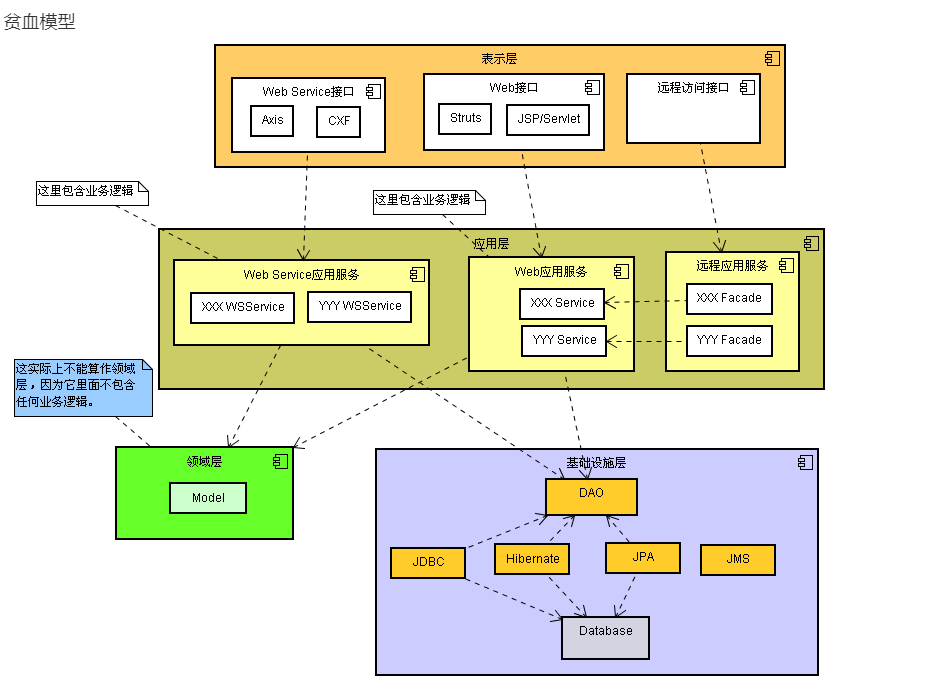 贫血模型
表示层
Web Service接口
Axis
CXF
Web接口
Struts
JSP/Servlet
远程访问接口
这里包含业务逻辑
这里包含业务逻辑
应用层
Web Service应用服务
XXX WSService
YYY WSService
Web应用服务
XXX Service
YYY Service
远程应用服务
XXX Facade
YYY Facade
这实际上不能算作领域
层，因为它里面不包含
任何业务逻辑。
领域层
Model
基础设施层
DAO
JDBC
Hibernate
JPA
JMS
Database